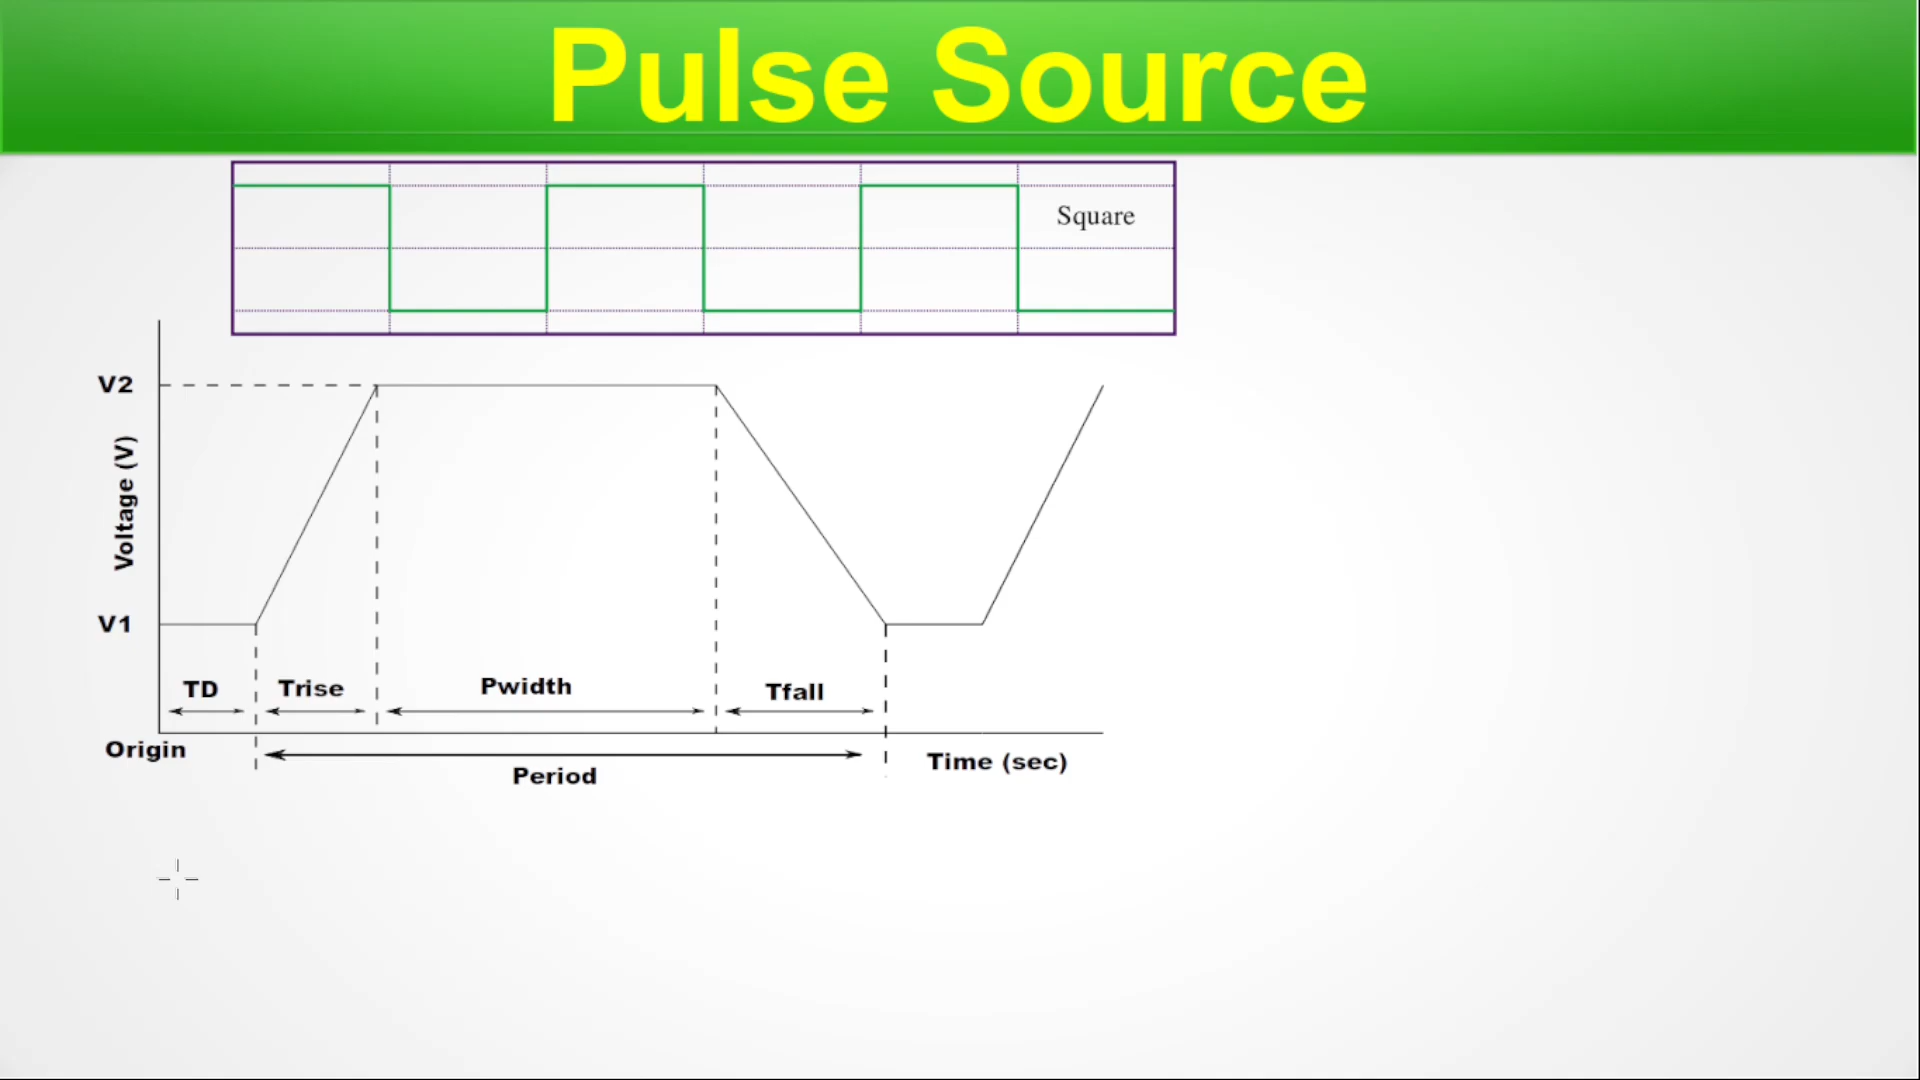 Pulse Source
Square
V2
Voltage (V)
V1
TD
Trise
Pwidth
Tfall
Origin
Period
Time (sec)